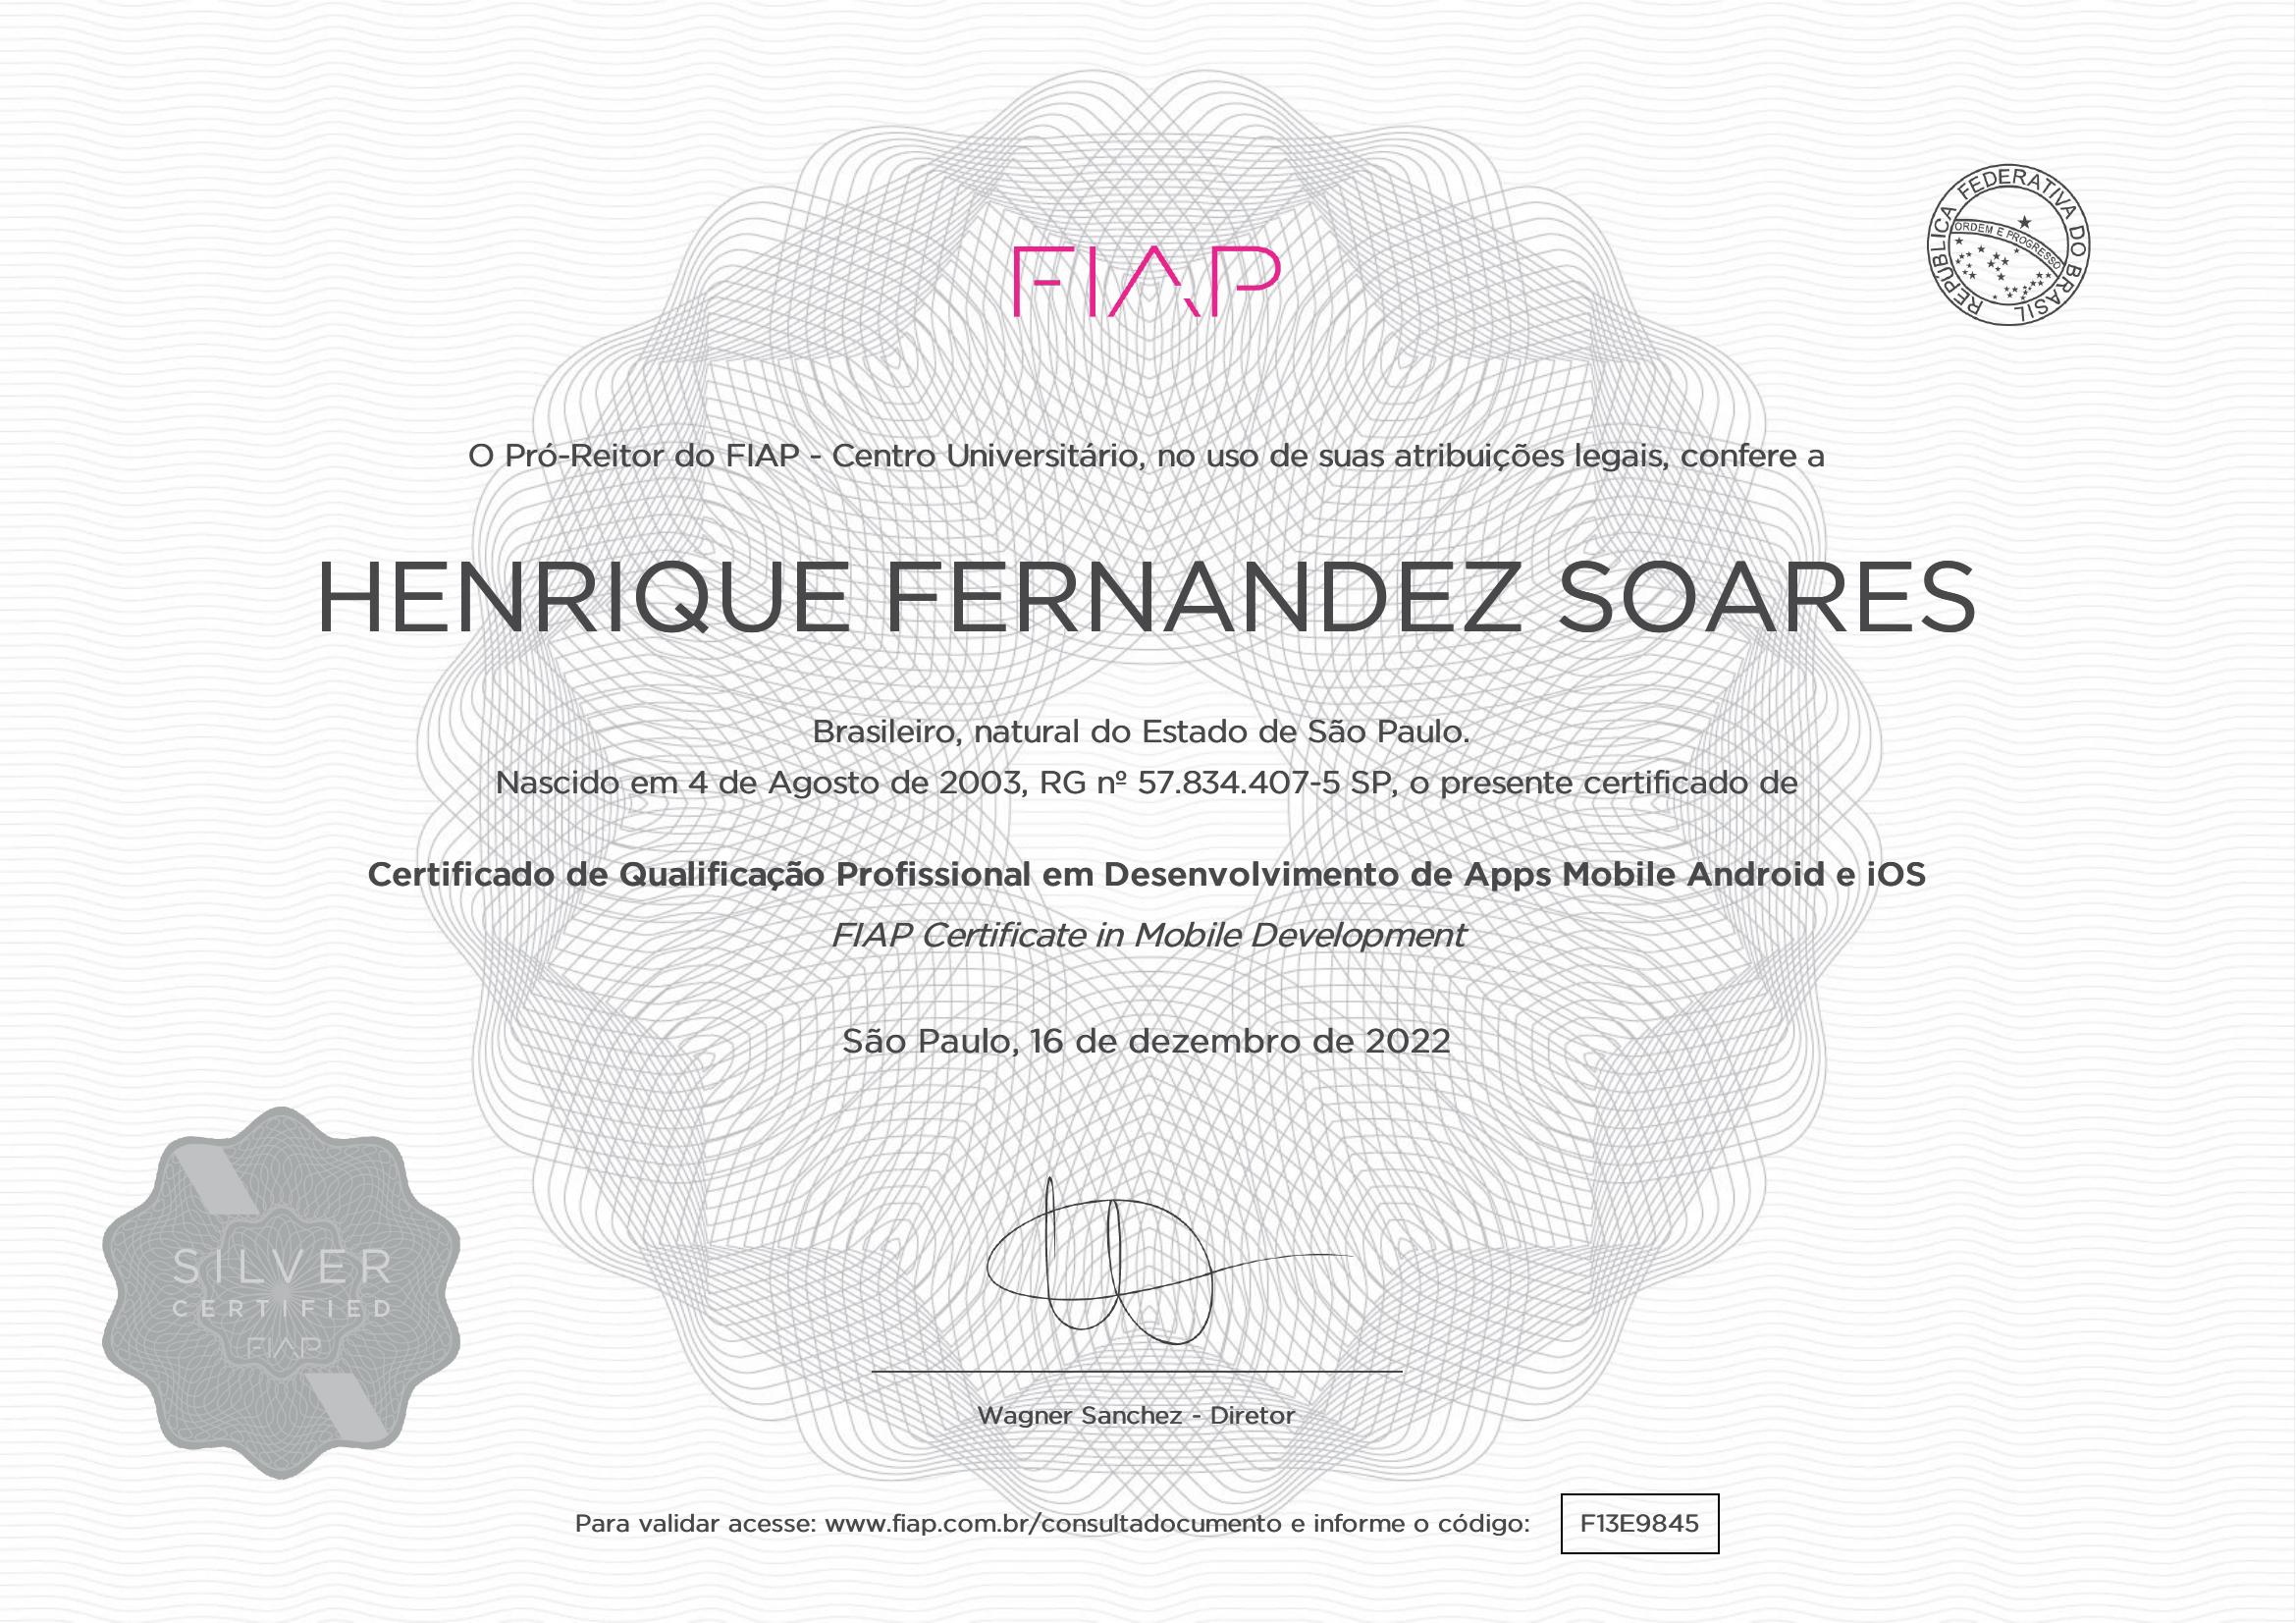 FIAP
REPÚBLICA FEDERATIVA DO BRASIL
ORDEM E PROGRESSO
O Pró-Reitor do FIAP - Centro Universitário, no uso de suas atribuições legais, confere a
HENRIQUE FERNANDEZ SOARES
Brasileiro, natural do Estado de São Paulo.
Nascido em 4 de Agosto de 2003, RG nº 57.834.407-5 SP, o presente certificado de
Certificado de Qualificação Profissional em Desenvolvimento de Apps Mobile Android e iOS
FIAP Certificate in Mobile Development
São Paulo, 16 de dezembro de 2022
SILVER
CERTIFIED
FIAP
Wagner Sanchez - Diretor
Para validar acesse: www.fiap.com.br/consultadocumento e informe o código: F13E9845